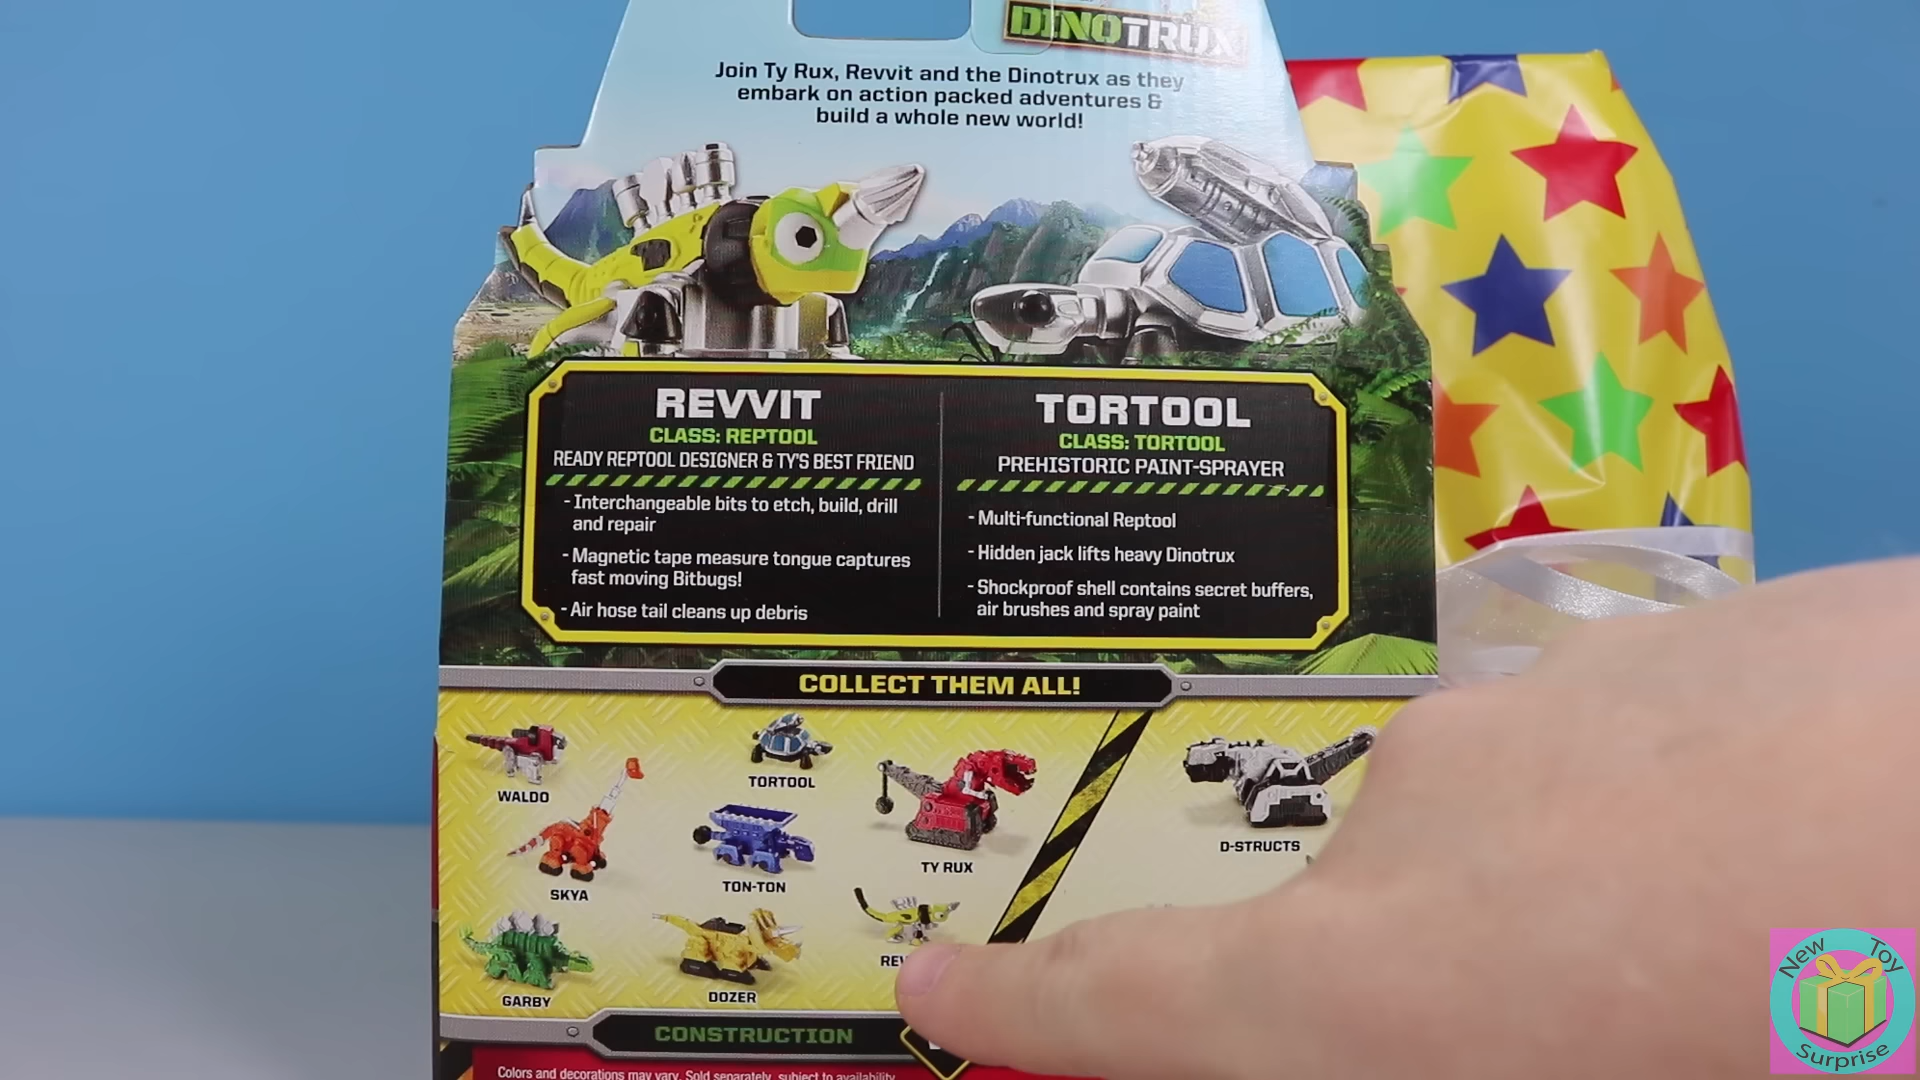 DINOTRUX
Join Ty Rux, Revvit and the Dinotrux as they
embark on action packed adventures &
build a whole new world!
REVVIT
CLASS: REPTOOL
READY REPTOOL DESIGNER & TY'S BEST FRIEND
- Interchangeable bits to etch, build, drill
and repair
- Magnetic tape measure tongue captures
fast moving Bitbugs!
- Air hose tail cleans up debris
TORTOOL
CLASS: TORTOOL
PREHISTORIC PAINT-SPRAYER
- Multi-functional Reptool
- Hidden jack lifts heavy Dinotrux
- Shockproof shell contains secret buffers,
air brushes and spray paint
COLLECT THEM ALL!
WALDO
TORTOOL
TY RUX
D-STRUCTS
SKYA
TON-TON
GARBY
DOZER
CONSTRUCTION
Colors and decorations may vary. Sold separately, subject to availability.
New Toy
Surprise